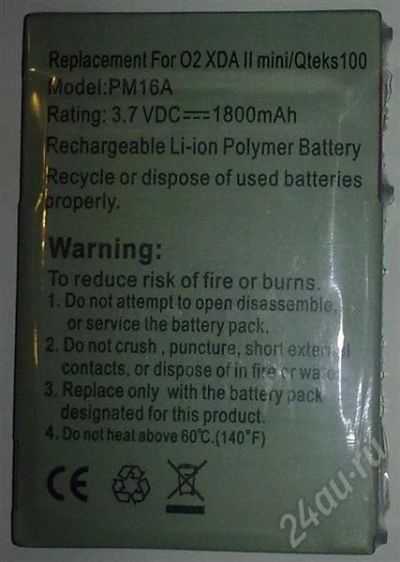 Replacement For O2 XDA II mini/Qteks100
Model:PM16A
Rating: 3.7 VDC⎓1800mAh
Rechargeable Li-ion Polymer Battery
Recycle or dispose of used batteries
properly.
Warning:
To reduce risk of fire or burns.
1. Do not attempt to open disassemble,
or service the battery pack.
2. Do not crush , puncture, short external
contacts, or dispose of in fire or water
3. Replace only with the battery pack
designated for this product.
4. Do not heat above 60℃.(140°F)
CE
24au.ru